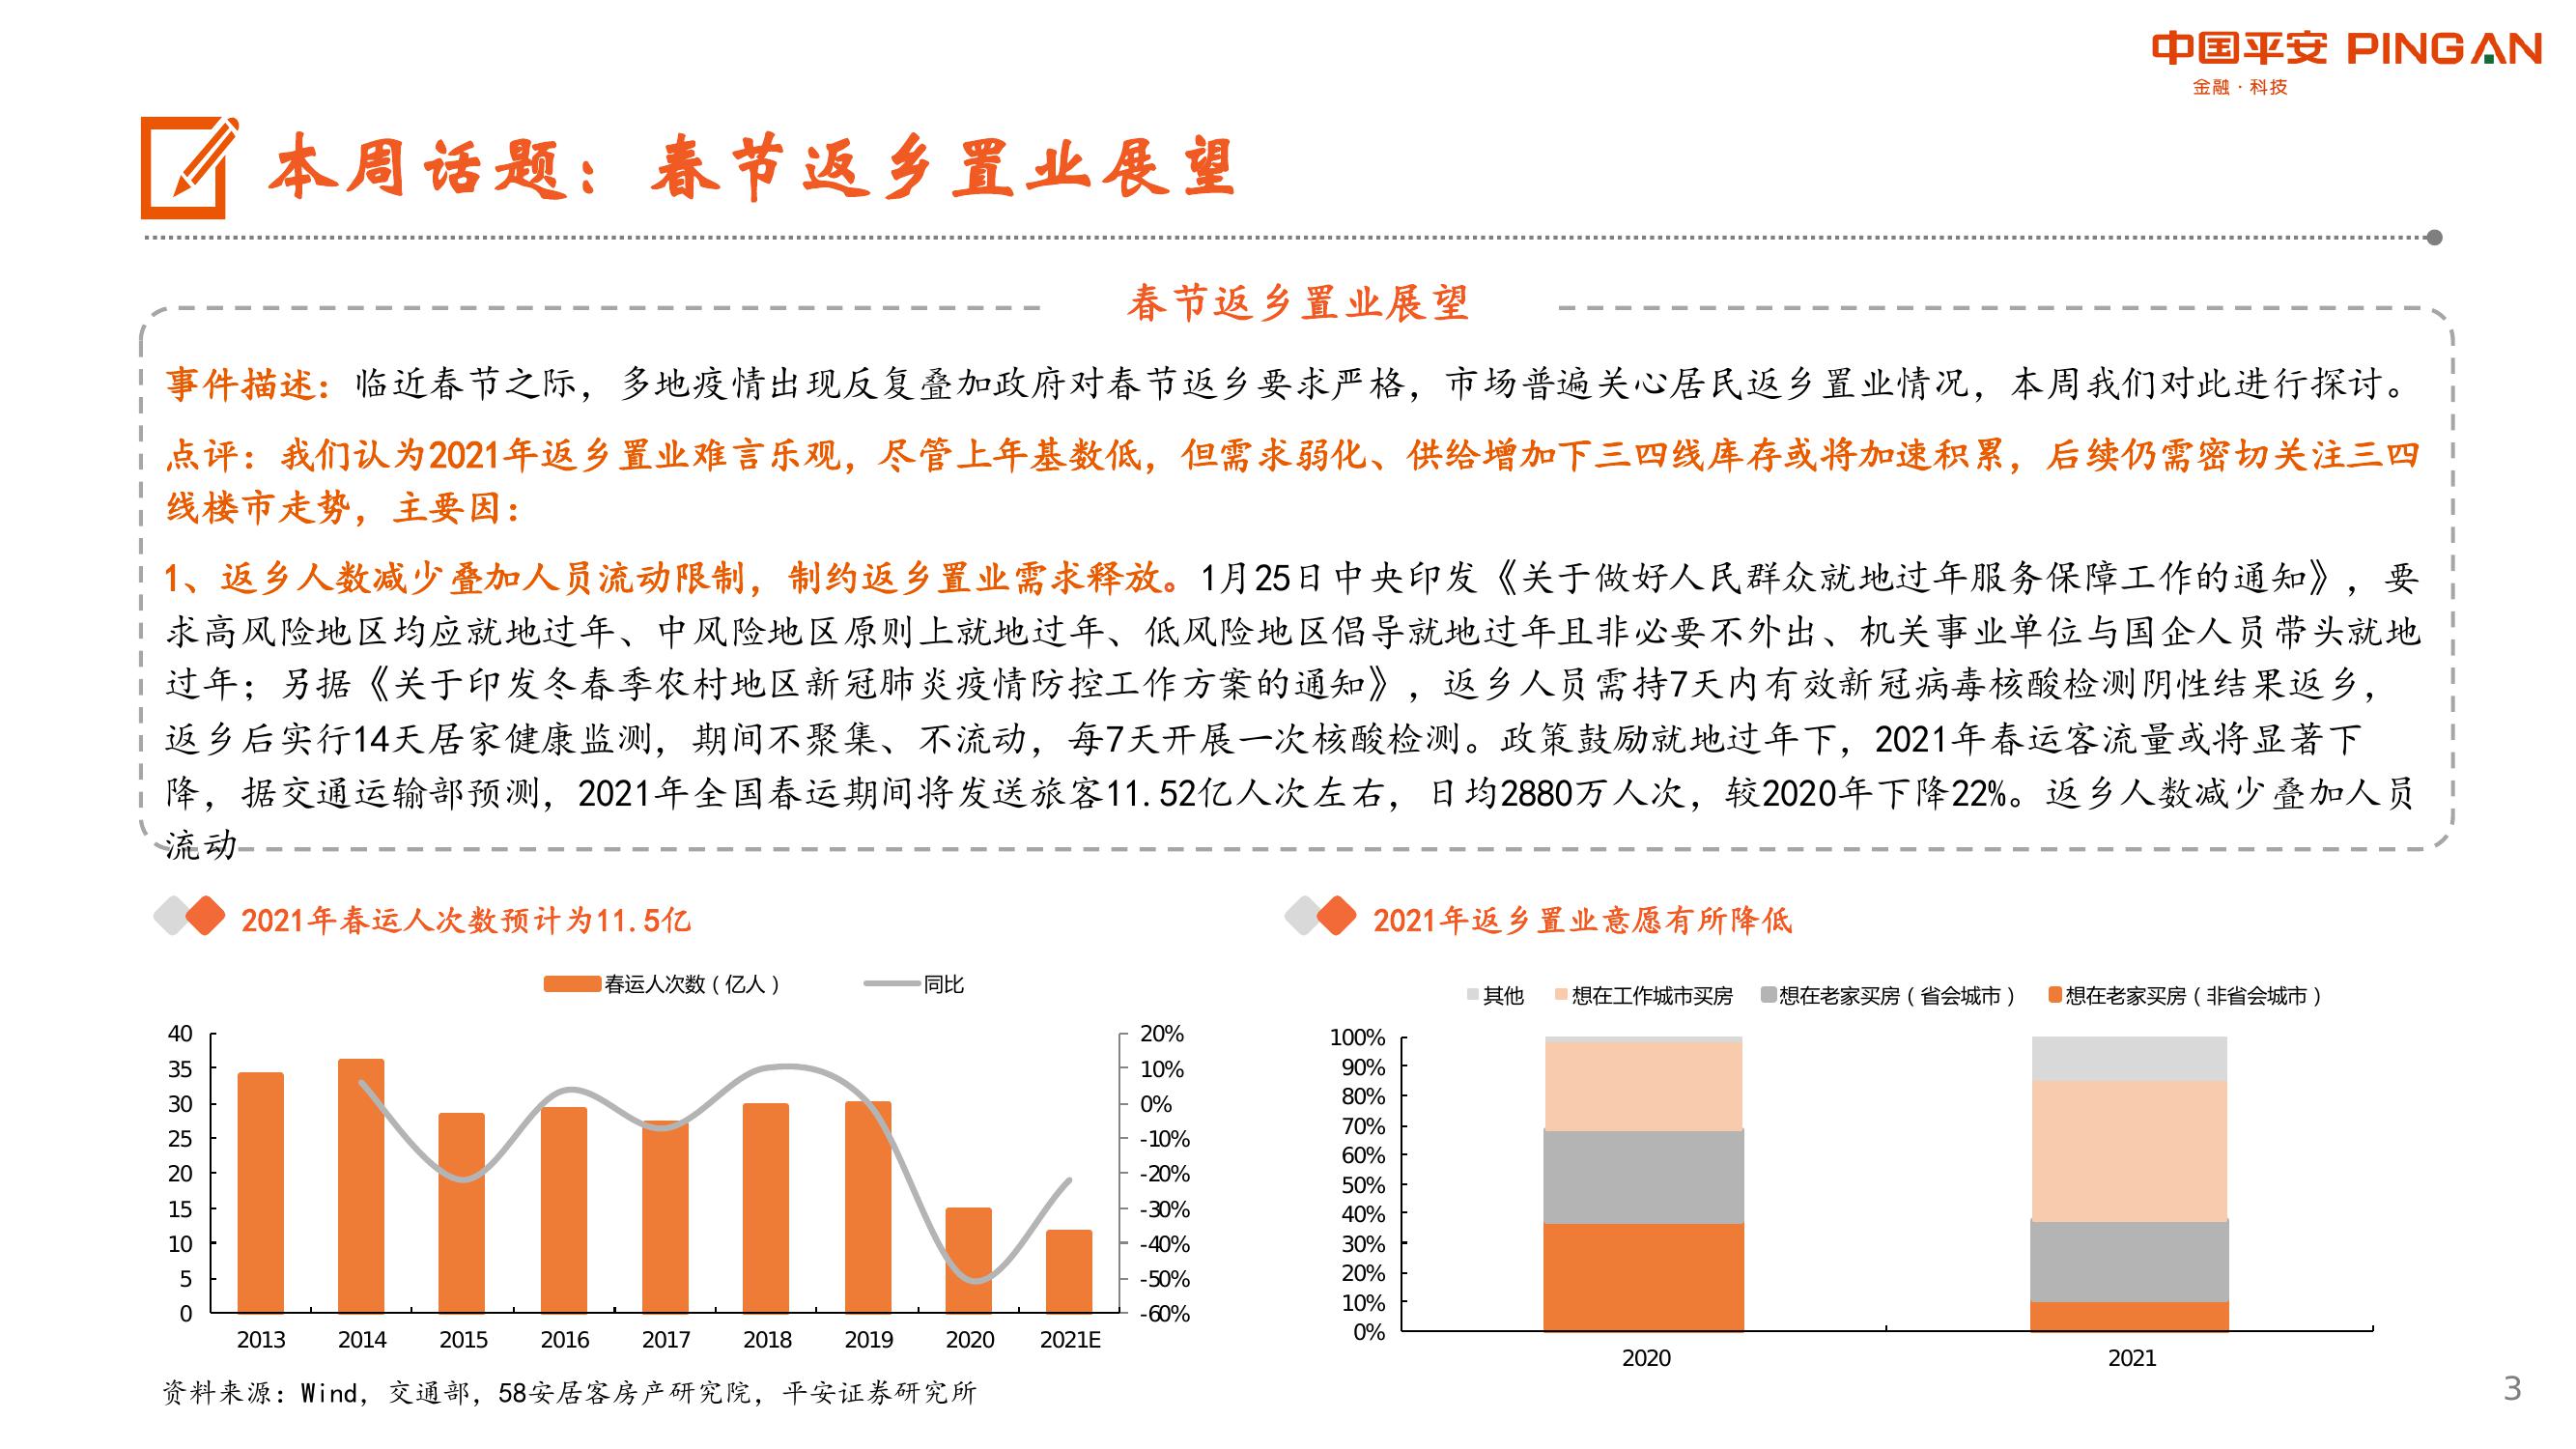 中国平安 PINGAN
金融·科技
本周话题：春节返乡置业展望
春节返乡置业展望
事件描述：临近春节之际，多地疫情出现反复叠加政府对春节返乡要求严格，市场普遍关心居民返乡置业情况，本周我们对此进行探讨。
点评：我们认为2021年返乡置业难言乐观，尽管上年基数低，但需求弱化、供给增加下三四线库存或将加速积累，后续仍需密切关注三四
线楼市走势，主要因：
1、返乡人数减少叠加人员流动限制，制约返乡置业需求释放。1月25日中央印发《关于做好人民群众就地过年服务保障工作的通知》，要
求高风险地区均应就地过年、中风险地区原则上就地过年、低风险地区倡导就地过年且非必要不外出、机关事业单位与国企人员带头就地
过年；另据《关于印发冬春季农村地区新冠肺炎疫情防控工作方案的通知》，返乡人员需持7天内有效新冠病毒核酸检测阴性结果返乡，
返乡后实行14天居家健康监测，期间不聚集、不流动，每7天开展一次核酸检测。政策鼓励就地过年下，2021年春运客流量或将显著下
降，据交通运输部预测，2021年全国春运期间将发送旅客11.52亿人次左右，日均2880万人次，较2020年下降22%。返乡人数减少叠加人员
流动
2021年春运人次数预计为11.5亿
春运人次数（亿人） 同比
40
35
30
25
20
15
10
5
0
20%
10%
0%
-10%
-20%
-30%
-40%
-50%
-60%
2013 2014 2015 2016 2017 2018 2019 2020 2021E
2021年返乡置业意愿有所降低
其他 想在工作城市买房 想在老家买房（省会城市） 想在老家买房（非省会城市）
100%
90%
80%
70%
60%
50%
40%
30%
20%
10%
0%
2020 2021
资料来源：Wind，交通部，58安居客房产研究院，平安证券研究所
3